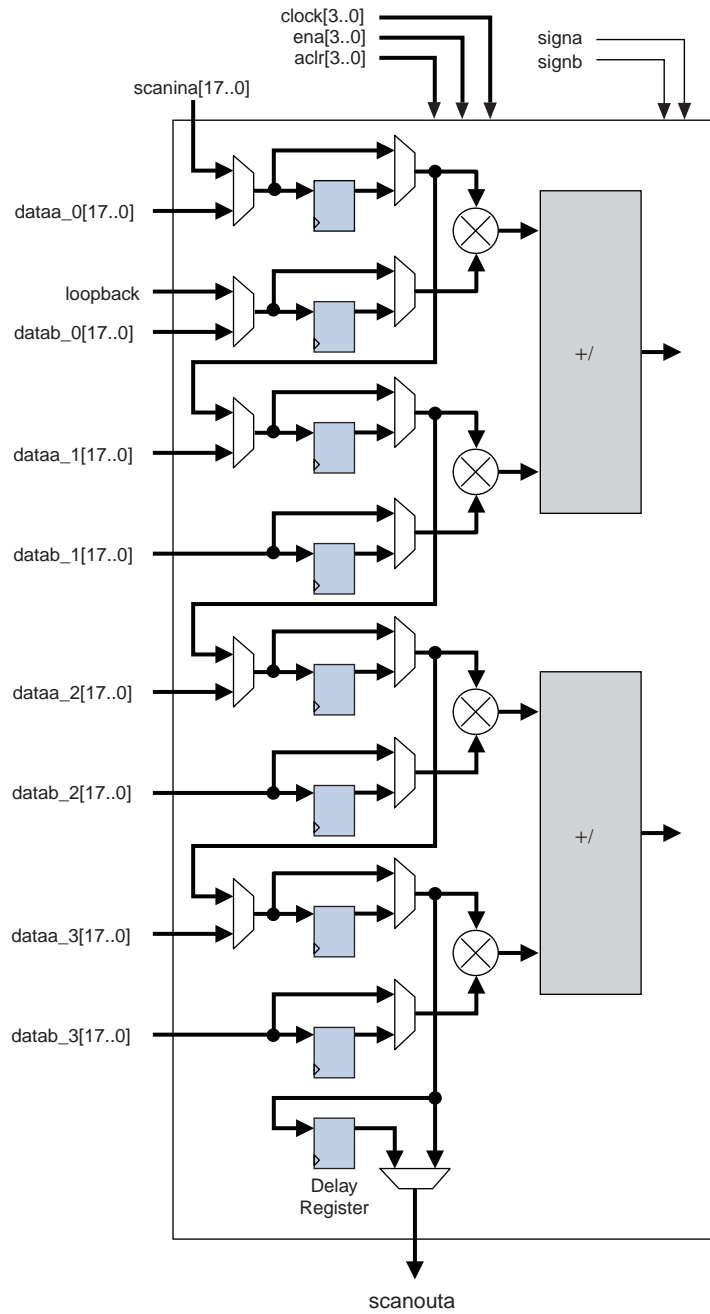 clock[3..0]
ena[3..0]
aclr[3..0]
signa
signb
scanina[17..0]
dataa_0[17..0]
loopback
datab_0[17..0]
+/
dataa_1[17..0]
datab_1[17..0]
dataa_2[17..0]
datab_2[17..0]
+/
dataa_3[17..0]
datab_3[17..0]
Delay
Register
scanouta